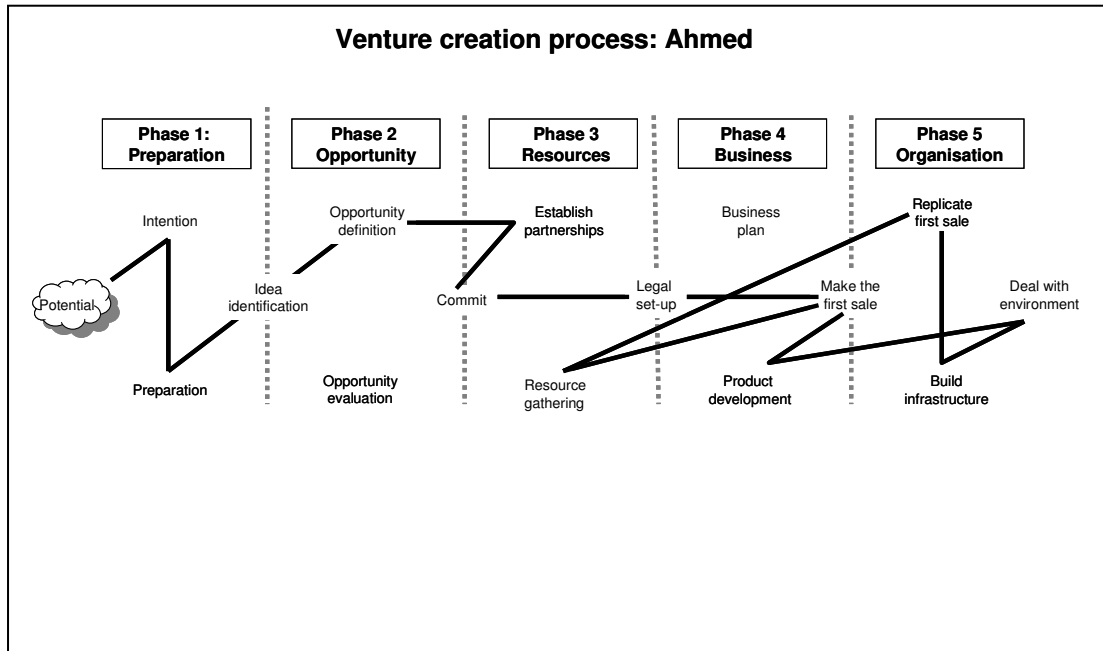 Venture creation process: Ahmed
Phase 1:
Preparation
Phase 2
Opportunity
Phase 3
Resources
Phase 4
Business
Phase 5
Organisation
Intention
Opportunity
definition
Establish
partnerships
Business
plan
Replicate
first sale
Potential
Idea
identification
Commit
Legal
set-up
Make the
first sale
Deal with
environment
Preparation
Opportunity
evaluation
Resource
gathering
Product
development
Build
infrastructure